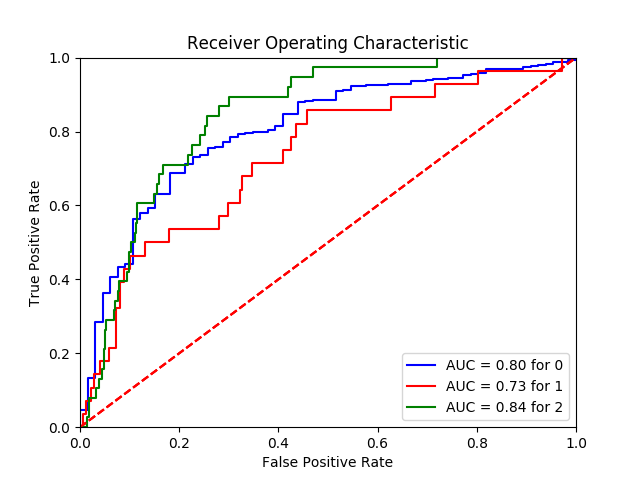 Receiver Operating Characteristic
1.0
0.8
0.6
0.4
0.2
0.0
True Positive Rate
AUC = 0.80 for 0
AUC = 0.73 for 1
AUC = 0.84 for 2
0.0 0.2 0.4 0.6 0.8 1.0
False Positive Rate